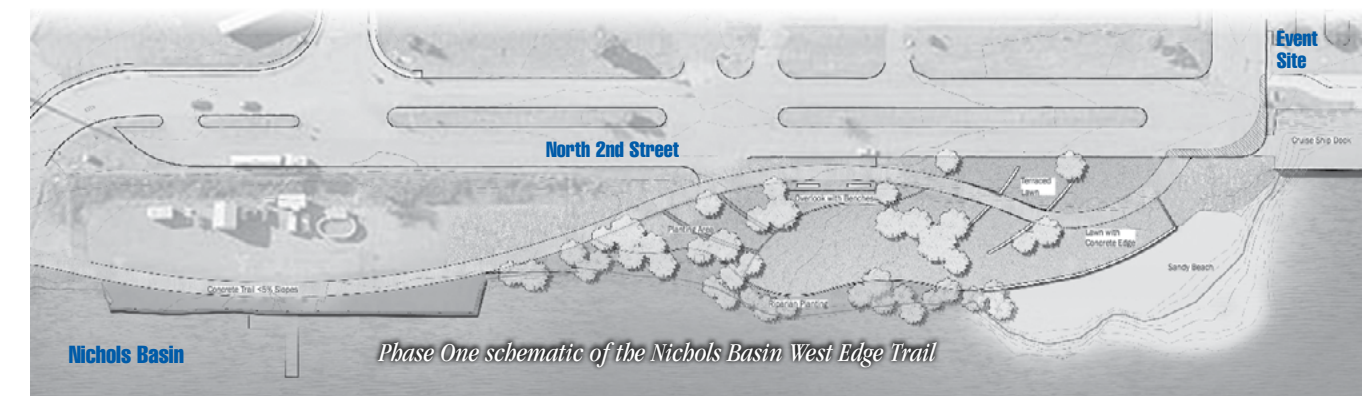 Event
Site
Cruise Ship Dock
North 2nd Street
Terraced
Lawn
Overlook with Benches
Planting Area
Lawn with
Concrete Edge
Sandy Beach
Concrete Trail <5% Slopes
Riparian Planting
Nichols Basin
Phase One schematic of the Nichols Basin West Edge Trail